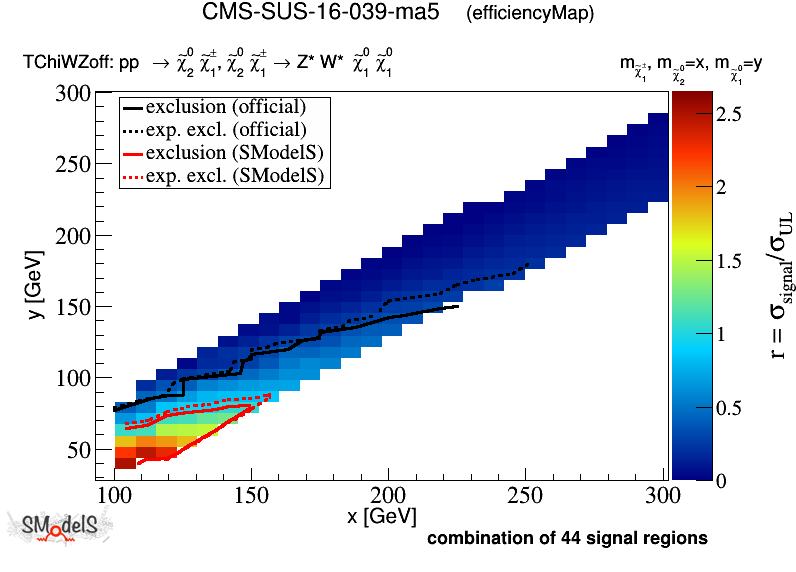 CMS-SUS-16-039-ma5 (efficiencyMap)
TChiWZoff: pp → χ̃₂⁰ χ̃₁±, χ̃₂⁰ χ̃₁± → Z* W* χ̃₁⁰ χ̃₁⁰
m_χ̃₁±, m_χ̃₂⁰=x, m_χ̃₁⁰=y
exclusion (official)
exp. excl. (official)
exclusion (SModelS)
exp. excl. (SModelS)
300
250
200
150
100
50
y [GeV]
100 150 200 250 300
x [GeV]
2.5
2
1.5
1
0.5
0
r = σ_signal/σ_UL
SModelS
combination of 44 signal regions